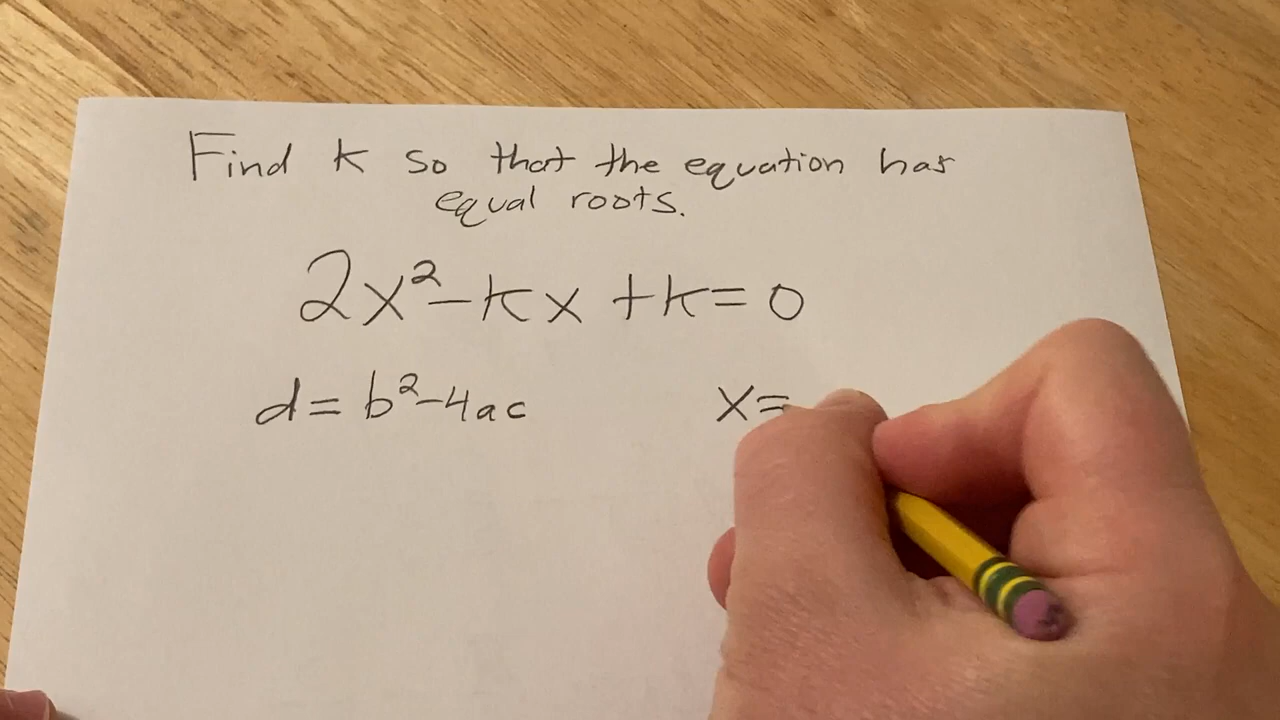 Find k so that the equation has
equal roots.
2x²-kx+k=0
d=b²-4ac
x=